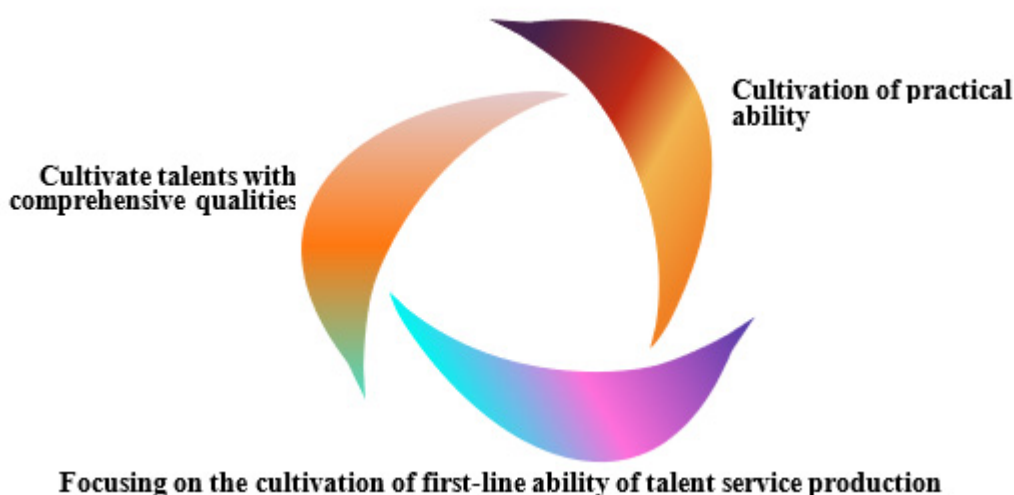 Cultivation of practical
ability
Cultivate talents with
comprehensive qualities
Focusing on the cultivation of first-line ability of talent service production